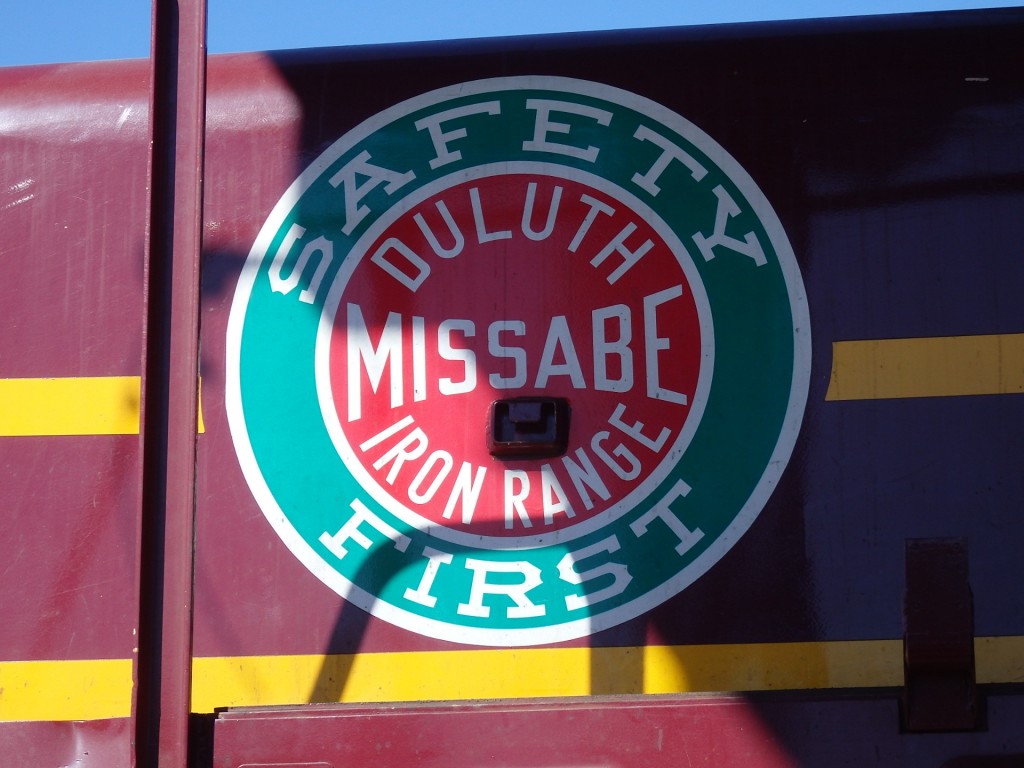 SAFETY
DULUTH
MISSABE
IRON RANGE
FIRST